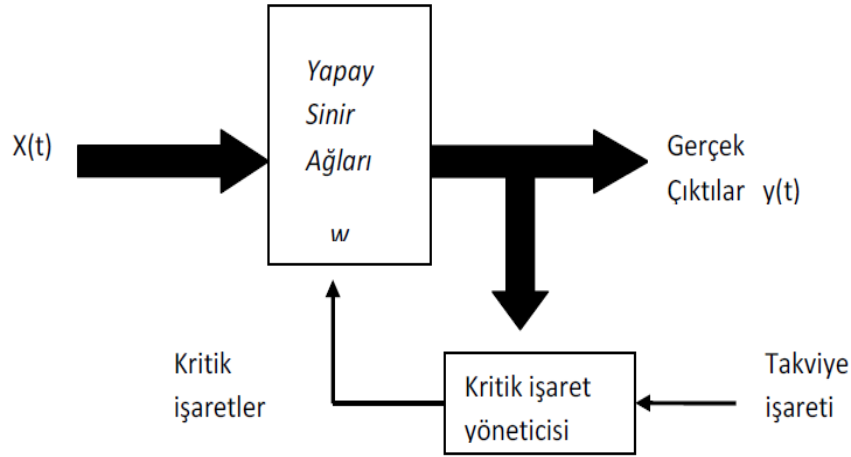 X(t)
Yapay
Sinir
Ağları
w
Gerçek
Çıktılar y(t)
Kritik
işaretler
Kritik işaret
yöneticisi
Takviye
işareti